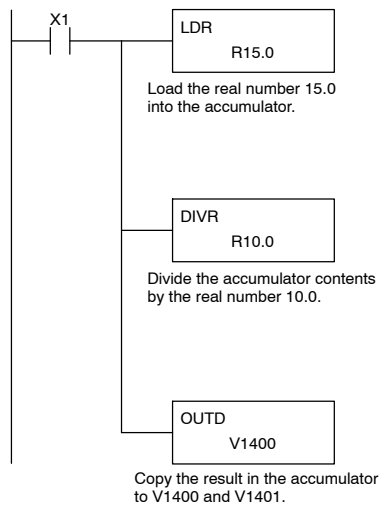 X1
LDR
R15.0
Load the real number 15.0
into the accumulator.
DIVR
R10.0
Divide the accumulator contents
by the real number 10.0.
OUTD
V1400
Copy the result in the accumulator
to V1400 and V1401.